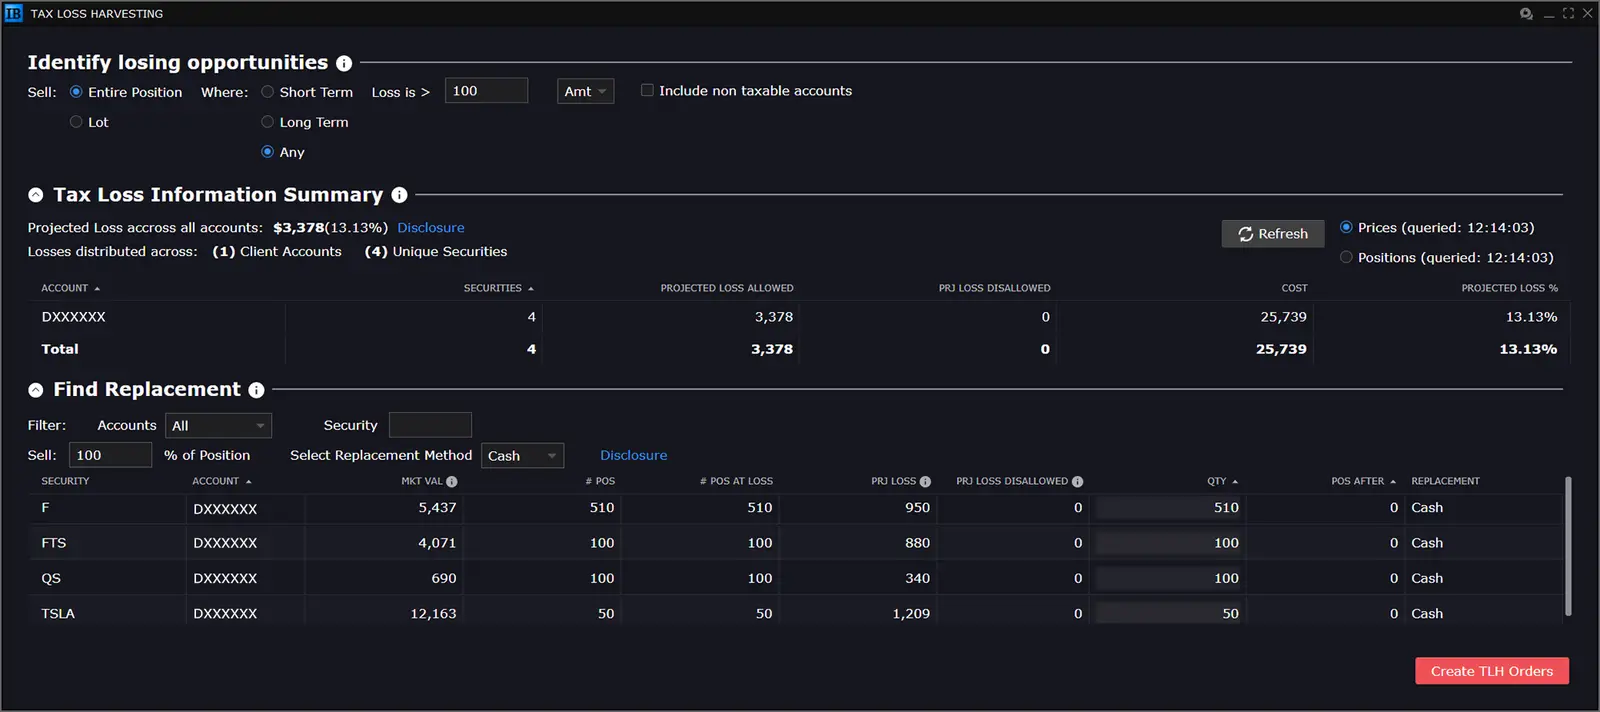 TAX LOSS HARVESTING
Identify losing opportunities
Sell: Entire Position Where: Short Term Loss is > 100 Amt Include non taxable accounts
Lot Long Term
Any
Tax Loss Information Summary
Projected Loss accross all accounts: $3,378(13.13%) Disclosure
Losses distributed across: (1) Client Accounts (4) Unique Securities
Refresh Prices (queried: 12:14:03)
Positions (queried: 12:14:03)
ACCOUNT SECURITIES PROJECTED LOSS ALLOWED PRJ LOSS DISALLOWED COST PROJECTED LOSS %
DXXXXXX 4 3,378 0 25,739 13.13%
Total 4 3,378 0 25,739 13.13%
Find Replacement
Filter: Accounts All Security
Sell: 100 % of Position Select Replacement Method Cash Disclosure
SECURITY ACCOUNT MKT VAL # POS # POS AT LOSS PRJ LOSS PRJ LOSS DISALLOWED QTY POS AFTER REPLACEMENT
F DXXXXXX 5,437 510 510 950 0 510 0 Cash
FTS DXXXXXX 4,071 100 100 880 0 100 0 Cash
QS DXXXXXX 690 100 100 340 0 100 0 Cash
TSLA DXXXXXX 12,163 50 50 1,209 0 50 0 Cash
Create TLH Orders